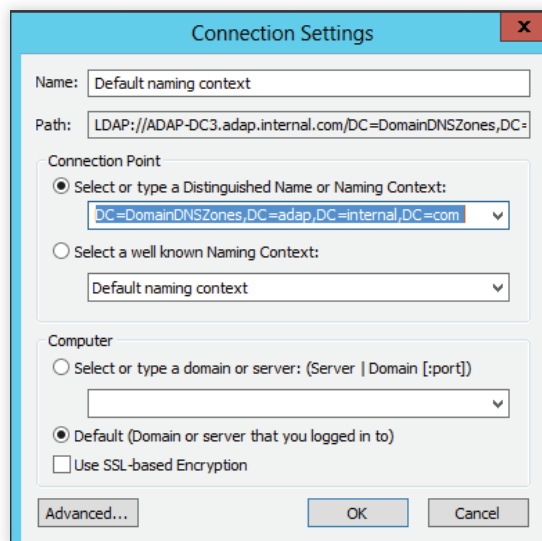 Connection Settings
x
Name: Default naming context
Path: LDAP://ADAP-DC3.adap.internal.com/DC=DomainDNSZones,DC=
Connection Point
Select or type a Distinguished Name or Naming Context:
DC=DomainDNSZones,DC=adap,DC=internal,DC=com
Select a well known Naming Context:
Default naming context
Computer
Select or type a domain or server: (Server | Domain [:port])
Default (Domain or server that you logged in to)
Use SSL-based Encryption
Advanced... OK Cancel